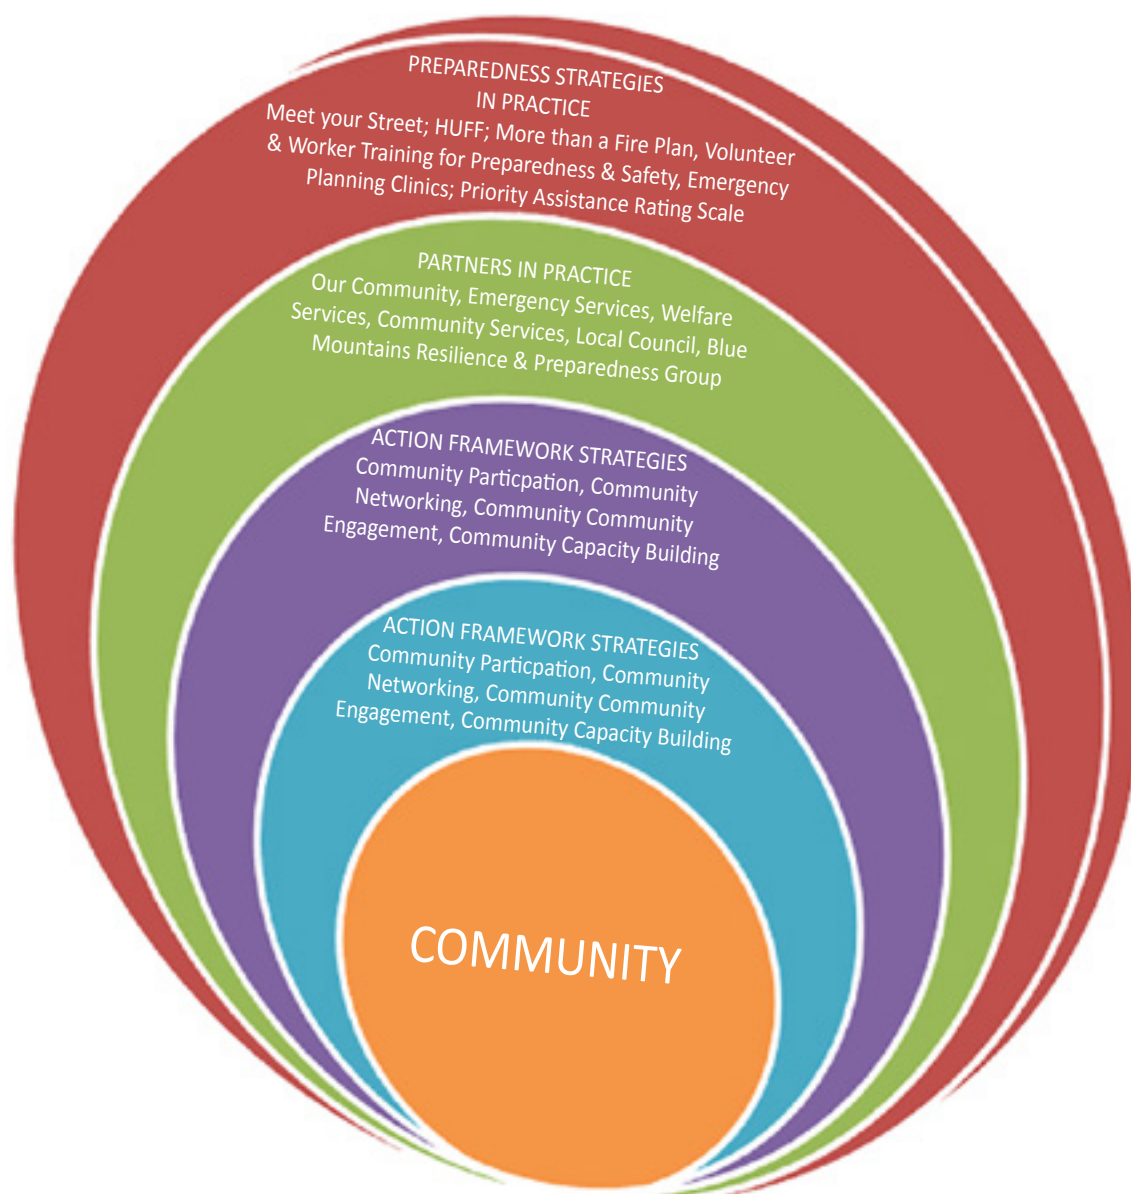 PREPAREDNESS STRATEGIES
IN PRACTICE
Meet your Street; HUFF; More than a Fire Plan, Volunteer
& Worker Training for Preparedness & Safety, Emergency
Planning Clinics; Priority Assistance Rating Scale
PARTNERS IN PRACTICE
Our Community, Emergency Services, Welfare
Services, Community Services, Local Council, Blue
Mountains Resilience & Preparedness Group
ACTION FRAMEWORK STRATEGIES
Community Particpation, Community
Networking, Community Community
Engagement, Community Capacity Building
ACTION FRAMEWORK STRATEGIES
Community Particpation, Community
Networking, Community Community
Engagement, Community Capacity Building
COMMUNITY